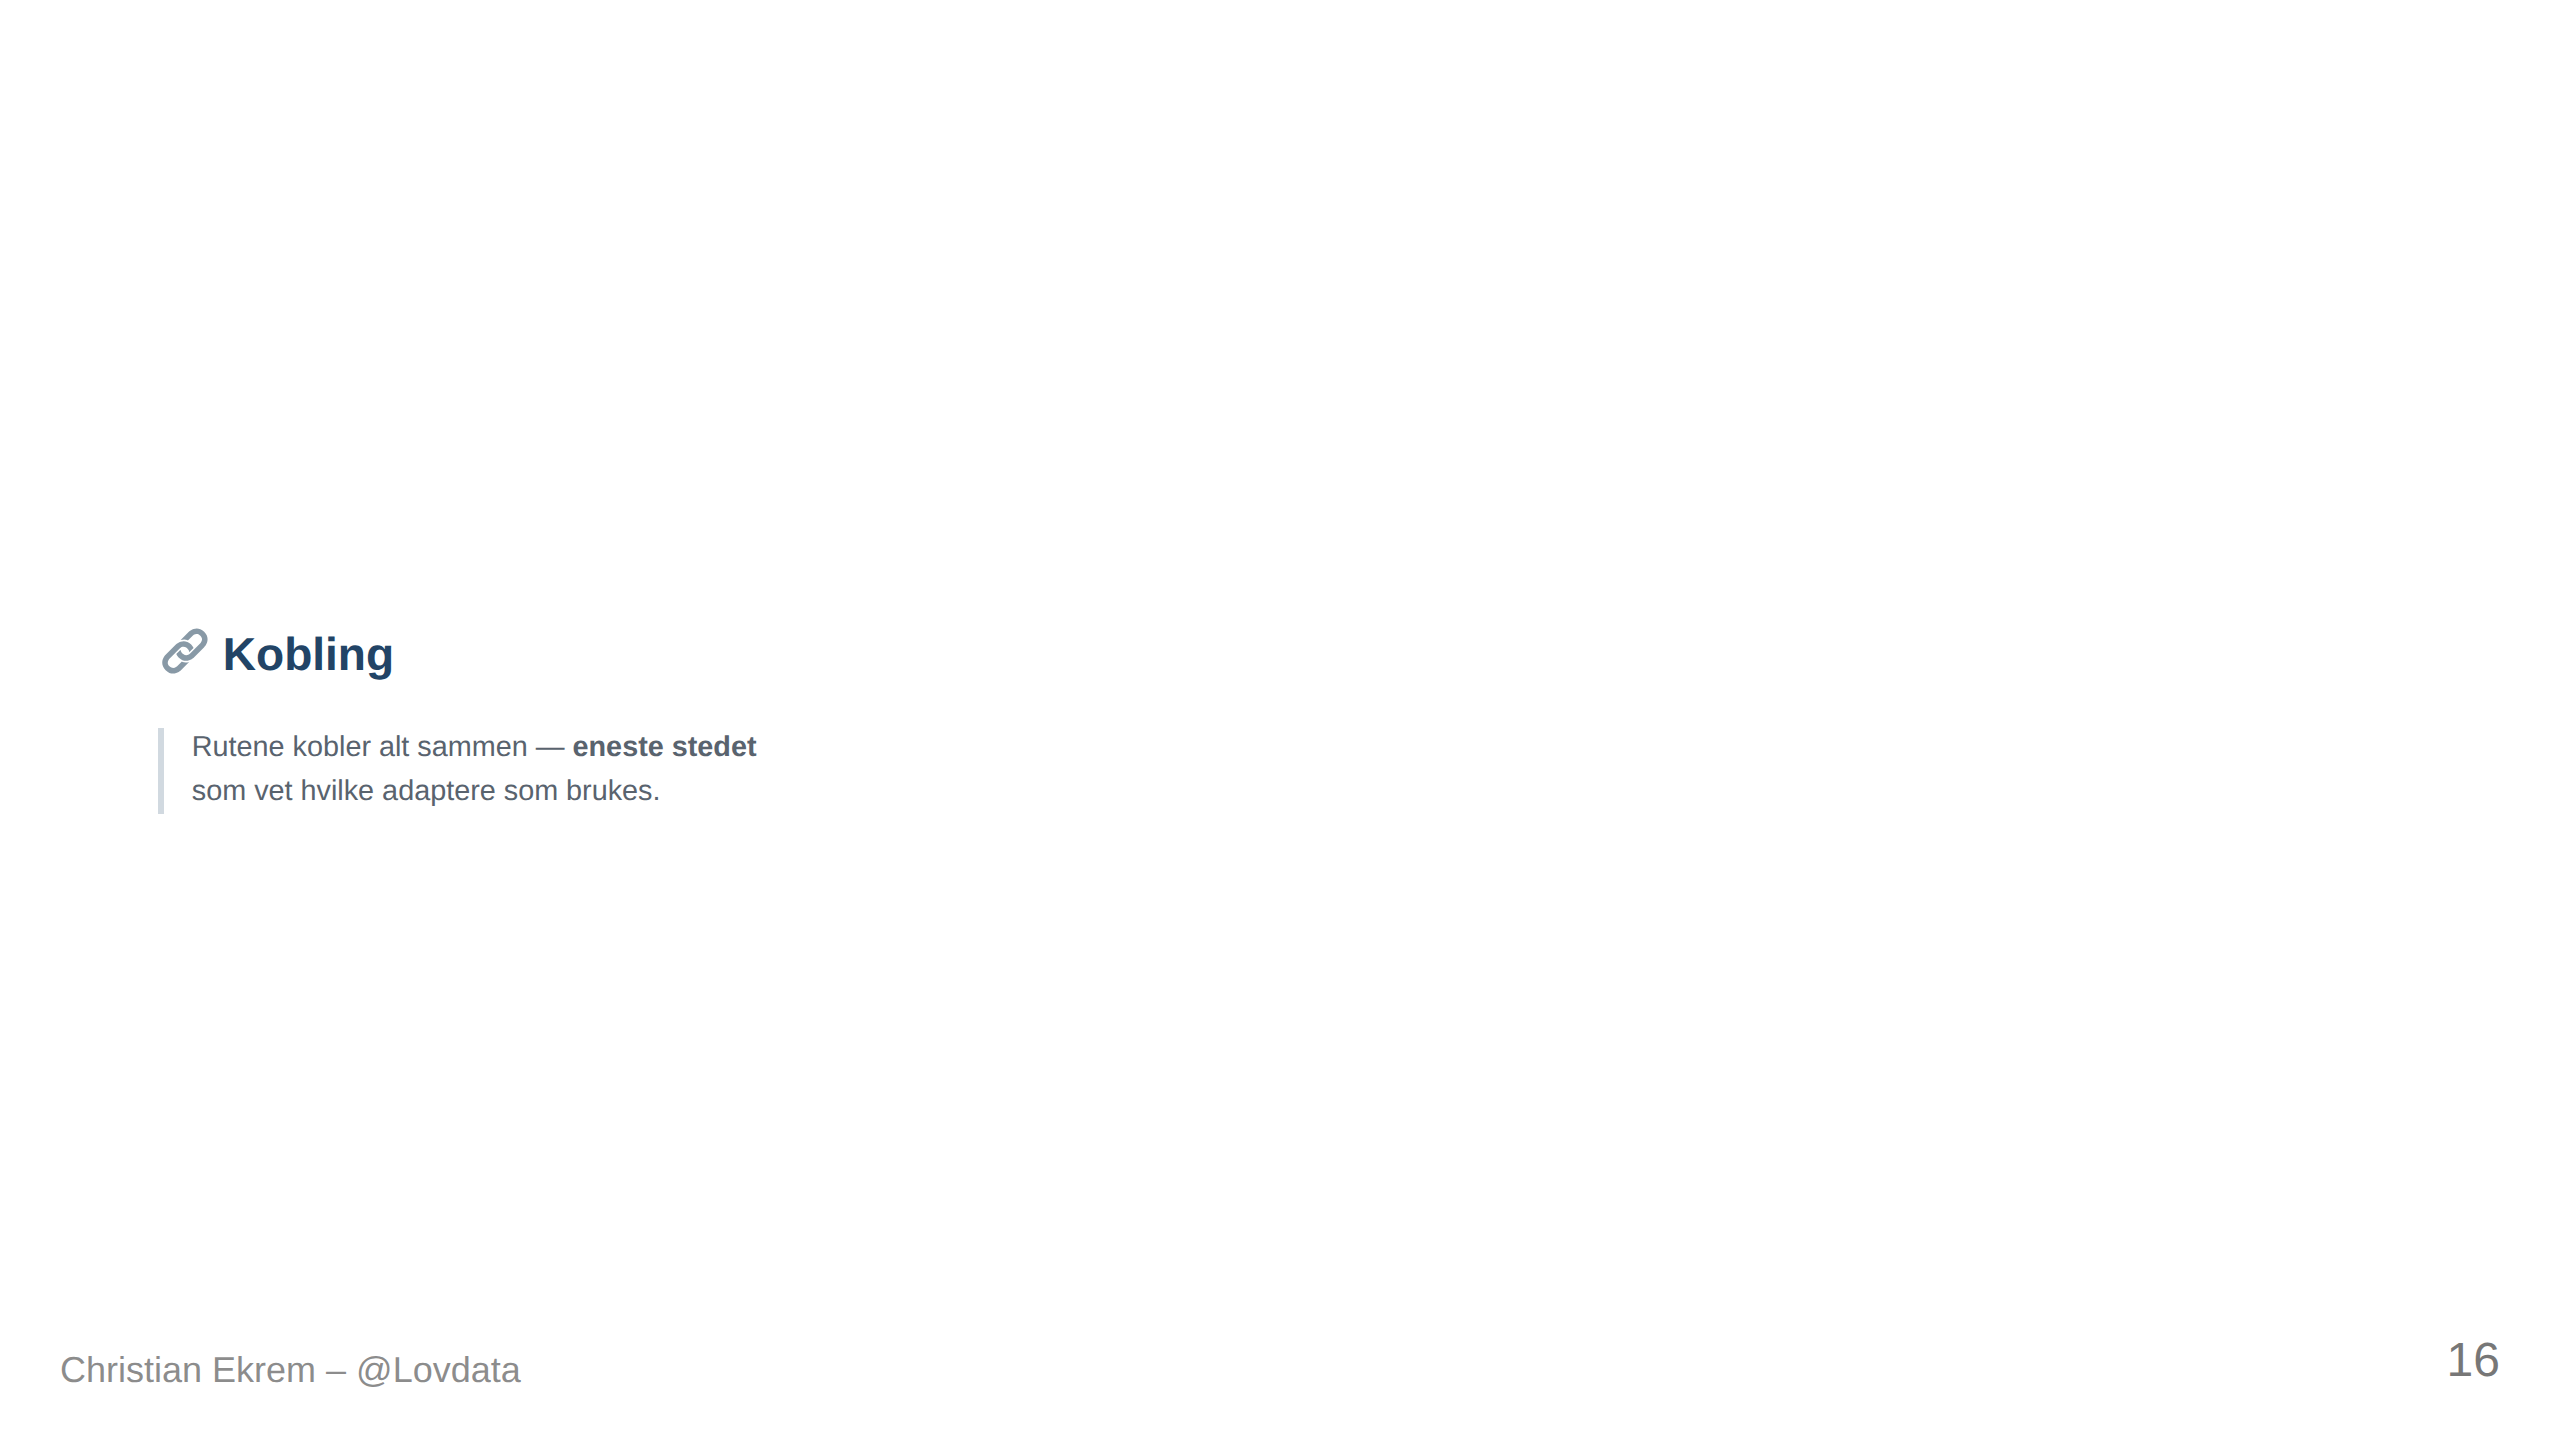 🔗 Kobling
Rutene kobler alt sammen — eneste stedet
som vet hvilke adaptere som brukes.
Christian Ekrem – @Lovdata
16